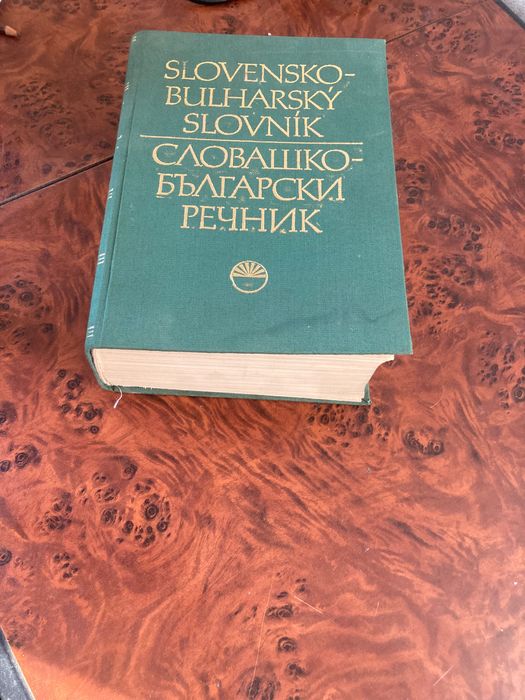 SLOVENSKO-
BULHARSKÝ
SLOVNÍK
СЛОВАШКО-
БЪЛГАРСКИ
РЕЧНИК